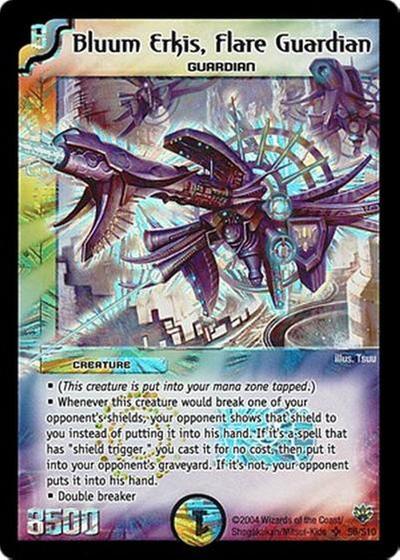 8
Bluum Erkis, Flare Guardian
GUARDIAN
illus. Tsuu
CREATURE
▪ (This creature is put into your mana zone tapped.)
▪ Whenever this creature would break one of your
opponent's shields, your opponent shows that shield to
you instead of putting it into his hand. If it's a spell that
has "shield trigger," you cast it for no cost, then put it
into your opponent's graveyard. If it's not, your opponent
puts it into his hand.
▪ Double breaker
8500
1
©2004 Wizards of the Coast/
Shogakukan/Mitsui-Kids S6/S10